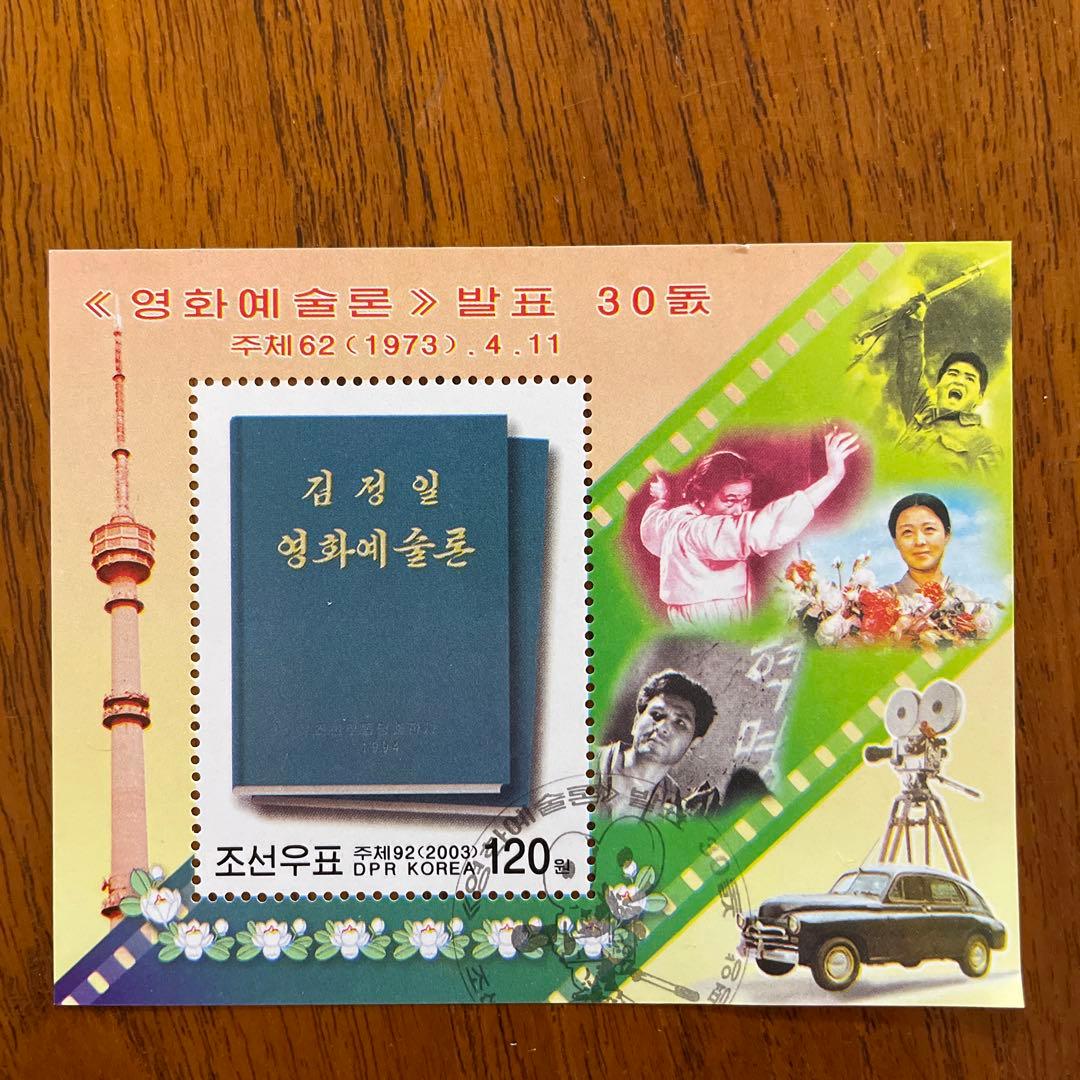 《영화예술론》발표 30돐
주체62(1973).4.11
김정일
영화예술론
1994
조선우표 주체92(2003) DPR KOREA 120원